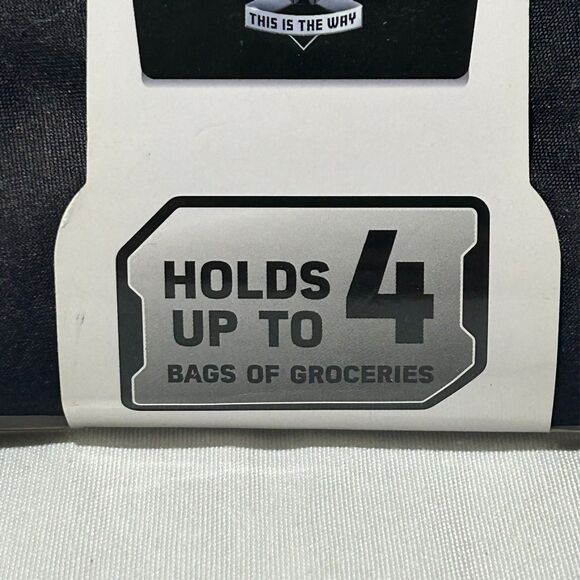 THIS IS THE WAY
HOLDS
UP TO 4
BAGS OF GROCERIES